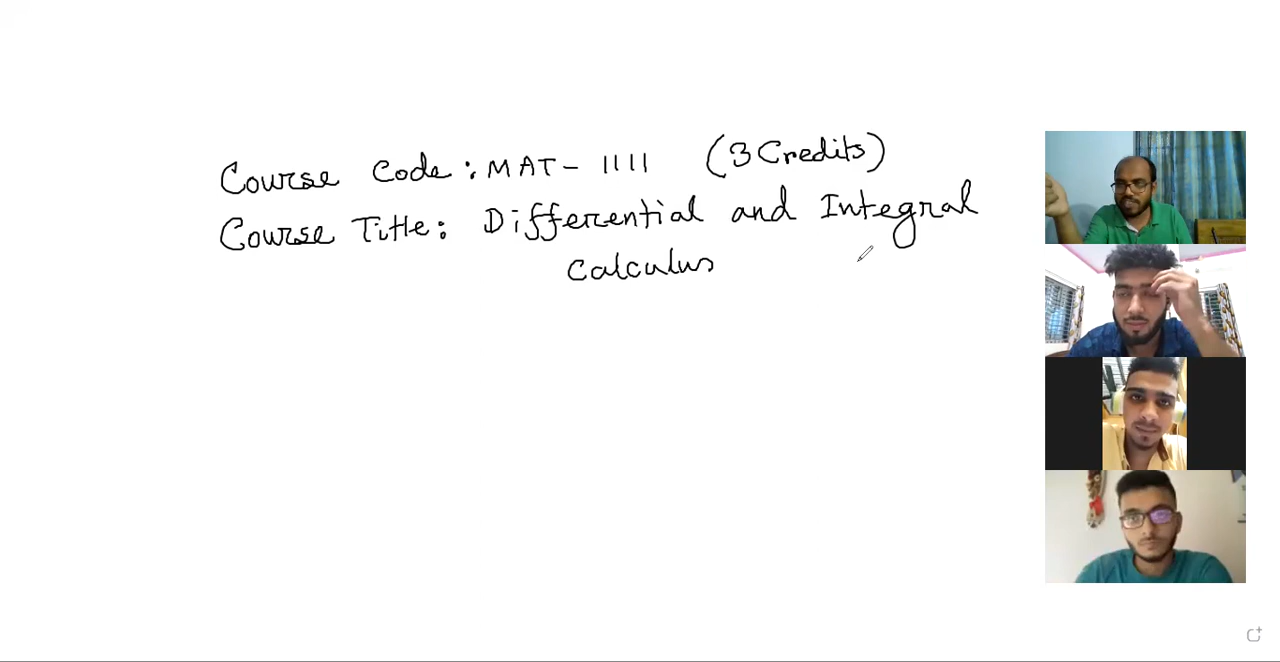 Course Code: MAT- 1111 (3 Credits)
Course Title: Differential and Integral
Calculus